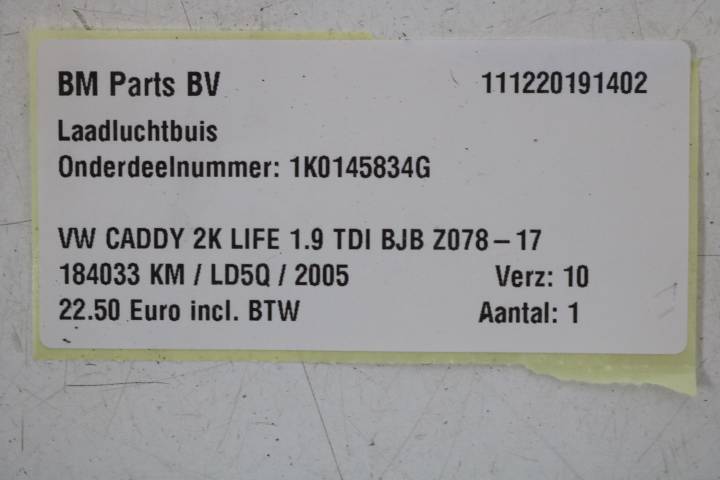 BM Parts BV 111220191402
Laadluchtbuis
Onderdeelnummer: 1K0145834G
VW CADDY 2K LIFE 1.9 TDI BJB Z078-17
184033 KM / LD5Q / 2005 Verz: 10
22.50 Euro incl. BTW Aantal: 1